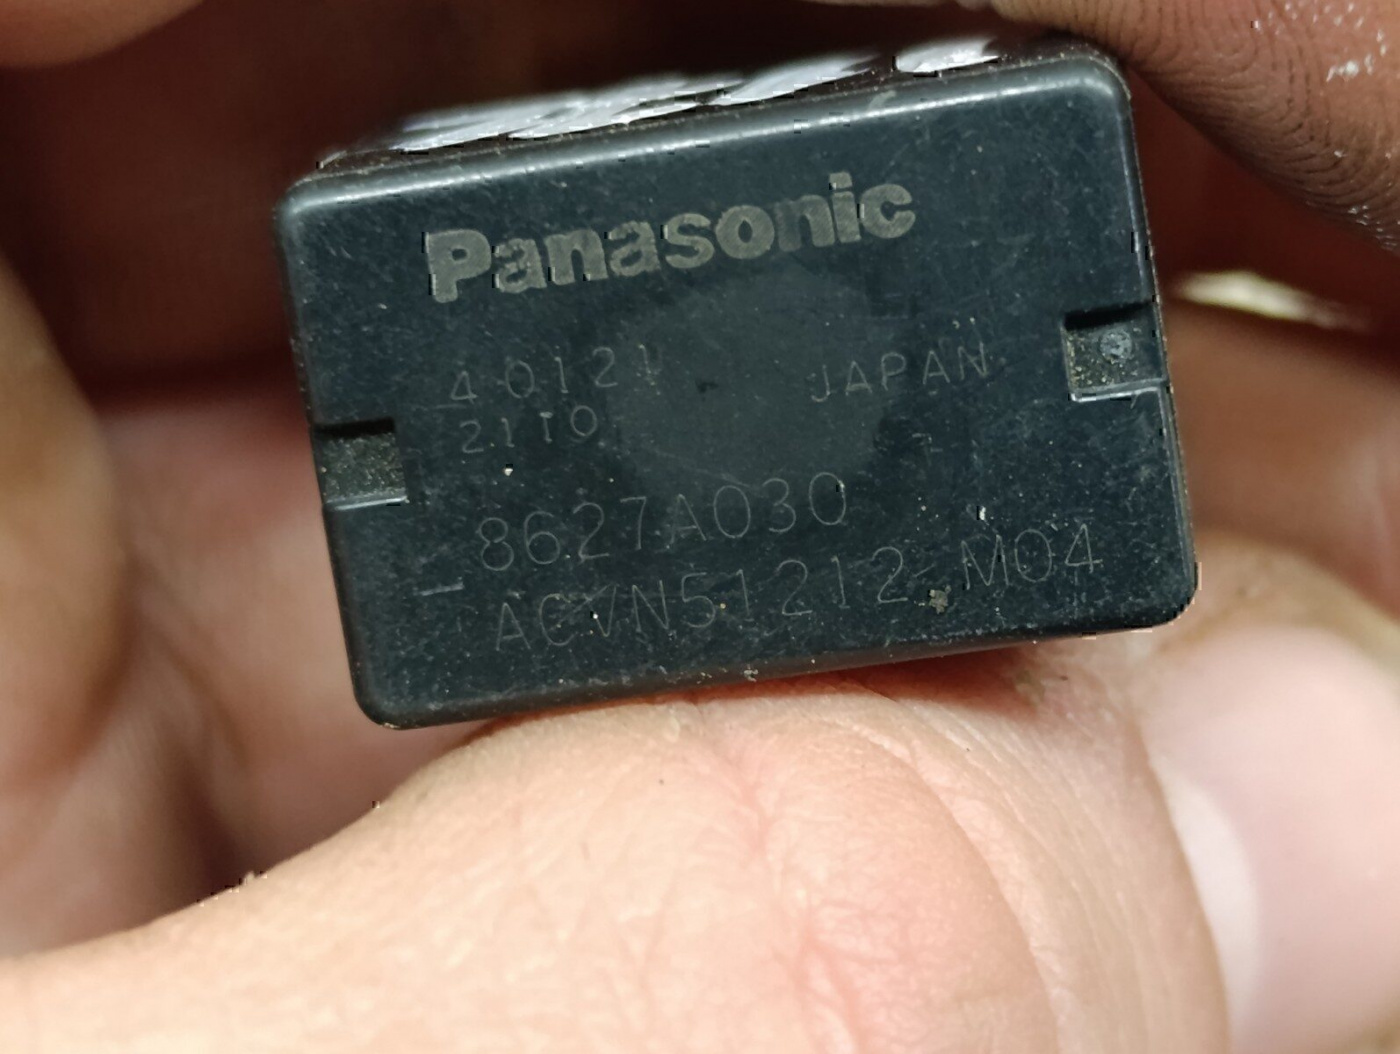 Panasonic
40121 JAPAN
21T0
8627A030
ACVN51212 M04